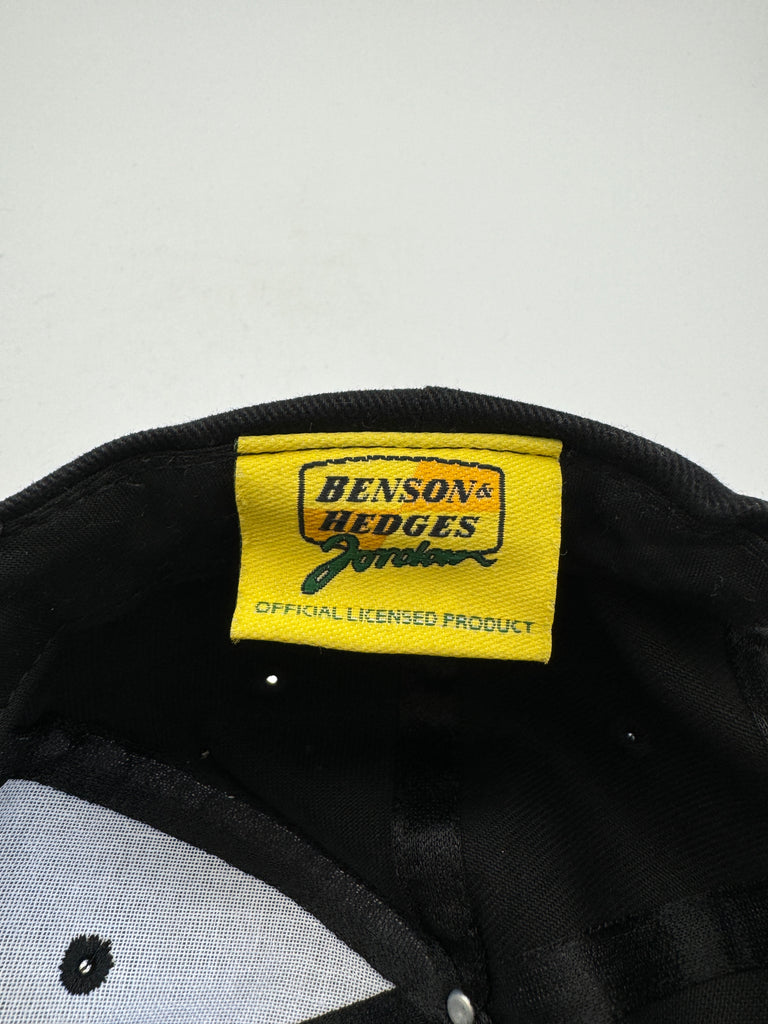 BENSON&
HEDGES
Jordan
OFFICIAL LICENSED PRODUCT